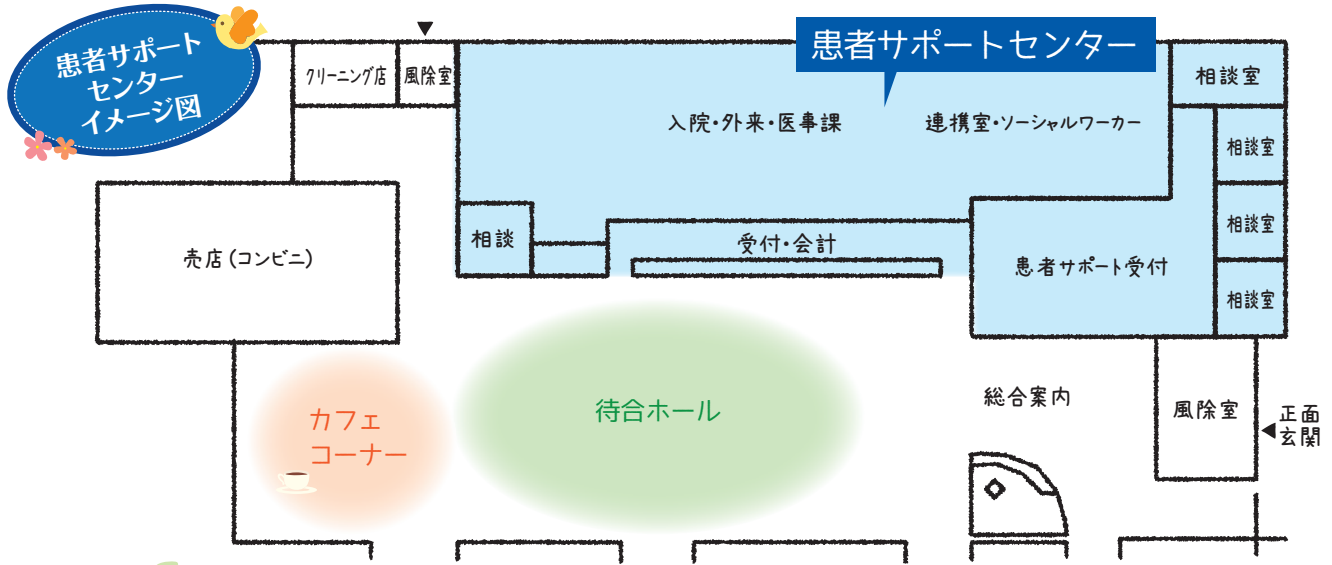 患者サポート
センター
イメージ図
クリーニング店
風除室
患者サポートセンター
相談室
入院・外来・医事課
連携室・ソーシャルワーカー
相談室
相談室
相談室
相談
受付・会計
患者サポート受付
売店(コンビニ)
カフェ
コーナー
待合ホール
総合案内
風除室
正面
玄関